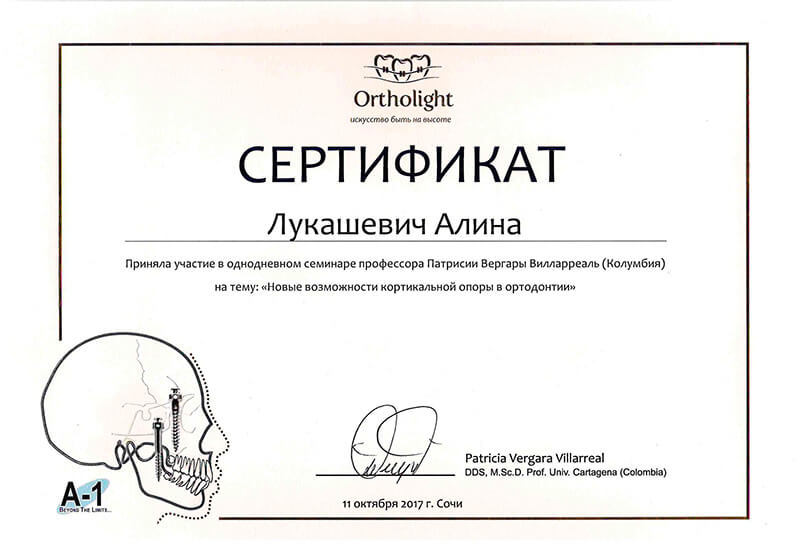 Ortholight
искусство быть на высоте
СЕРТИФИКАТ
Лукашевич Алина
Приняла участие в однодневном семинаре профессора Патрисии Вергары Вилларреаль (Колумбия)
на тему: «Новые возможности кортикальной опоры в ортодонтии»
Patricia Vergara Villarreal
DDS, M.Sc.D. Prof. Univ. Cartagena (Colombia)
A-1
BEYOND THE LIMITS...
11 октября 2017 г. Сочи